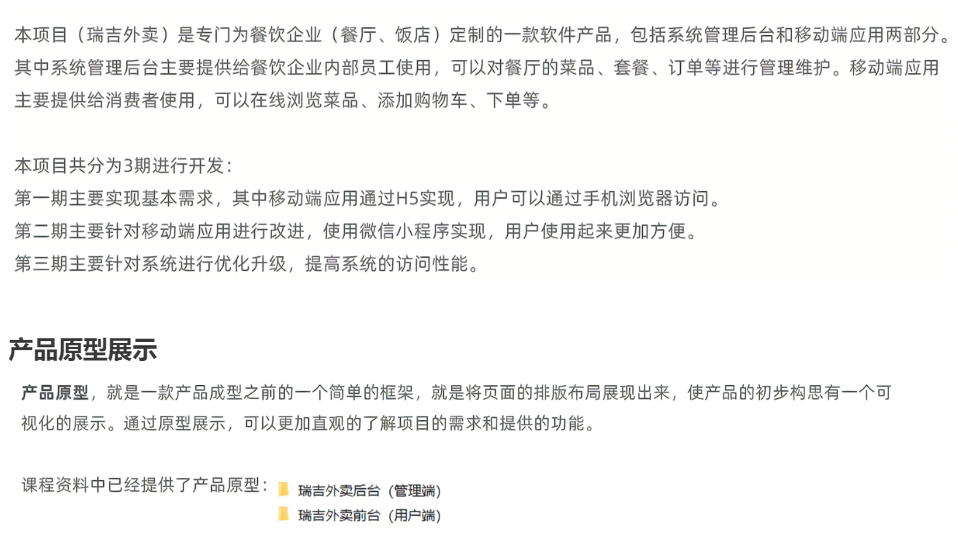 本项目（瑞吉外卖）是专门为餐饮企业（餐厅、饭店）定制的一款软件产品，包括系统管理后台和移动端应用两部分。
其中系统管理后台主要提供给餐饮企业内部员工使用，可以对餐厅的菜品、套餐、订单等进行管理维护。移动端应用
主要提供给消费者使用，可以在线浏览菜品、添加购物车、下单等。
本项目共分为3期进行开发：
第一期主要实现基本需求，其中移动端应用通过H5实现，用户可以通过手机浏览器访问。
第二期主要针对移动端应用进行改进，使用微信小程序实现，用户使用起来更加方便。
第三期主要针对系统进行优化升级，提高系统的访问性能。
产品原型展示
产品原型，就是一款产品成型之前的一个简单的框架，就是将页面的排版布局展现出来，使产品的初步构思有一个可
视化的展示。通过原型展示，可以更加直观的了解项目的需求和提供的功能。
课程资料中已经提供了产品原型：
瑞吉外卖后台（管理端）
瑞吉外卖前台（用户端）